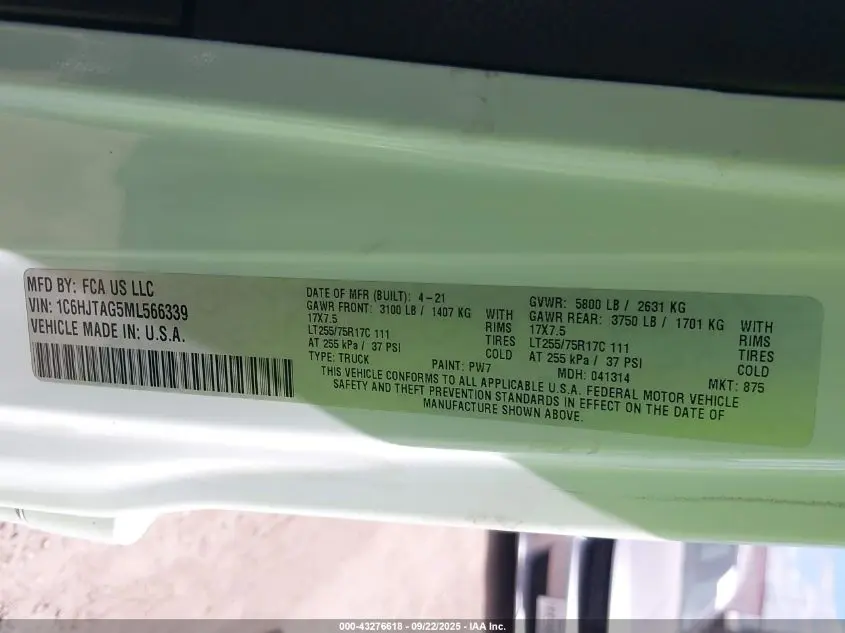 MFD BY: FCA US LLC
VIN: 1C6HJTAG5ML566339
VEHICLE MADE IN: U.S.A.
DATE OF MFR (BUILT): 4-21
GAWR FRONT: 3100 LB / 1407 KG WITH
17X7.5 RIMS
LT255/75R17C 111 TIRES
AT 255 kPa / 37 PSI COLD
TYPE: TRUCK PAINT: PW7
GVWR: 5800 LB / 2631 KG
GAWR REAR: 3750 LB / 1701 KG WITH
17X7.5 RIMS
LT255/75R17C 111 TIRES
AT 255 kPa / 37 PSI COLD
MDH: 041314 MKT: 875
THIS VEHICLE CONFORMS TO ALL APPLICABLE U.S.A. FEDERAL MOTOR VEHICLE
SAFETY AND THEFT PREVENTION STANDARDS IN EFFECT ON THE DATE OF
MANUFACTURE SHOWN ABOVE.
000-43276618 - 09/22/2025 - IAA Inc.